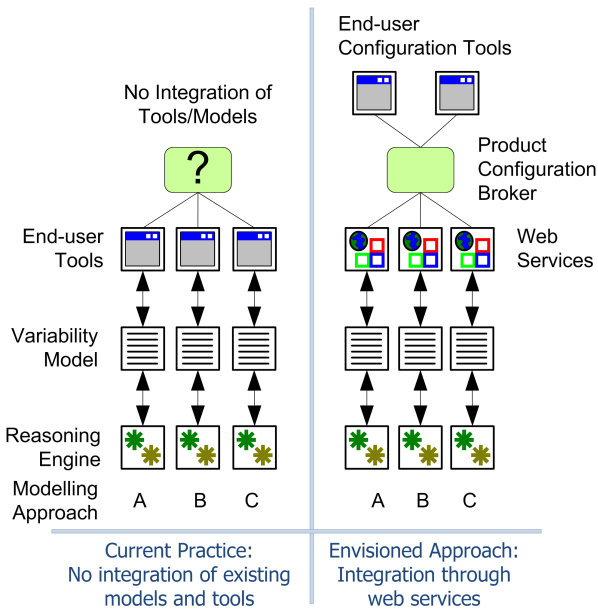 End-user
Configuration Tools
No Integration of
Tools/Models
?
Product
Configuration
Broker
End-user
Tools
Web
Services
Variability
Model
Reasoning
Engine
Modelling
Approach
A B C
A B C
Current Practice:
No integration of existing
models and tools
Envisioned Approach:
Integration through
web services